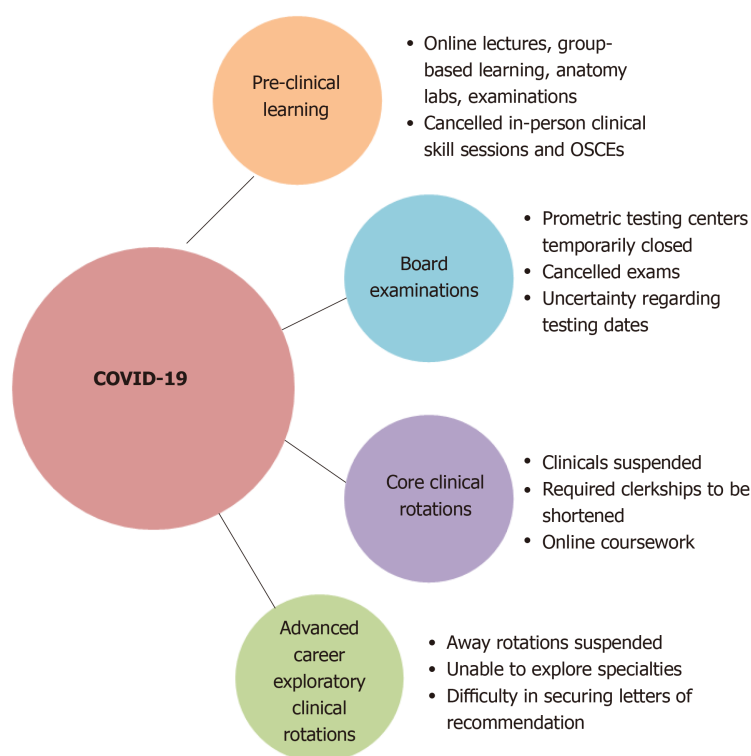 Pre-clinical
learning
• Online lectures, group-
based learning, anatomy
labs, examinations
• Cancelled in-person clinical
skill sessions and OSCEs
Board
examinations
• Prometric testing centers
temporarily closed
• Cancelled exams
• Uncertainty regarding
testing dates
COVID-19
Core clinical
rotations
• Clinicals suspended
• Required clerkships to be
shortened
• Online coursework
Advanced
career
exploratory
clinical
rotations
• Away rotations suspended
• Unable to explore specialties
• Difficulty in securing letters of
recommendation